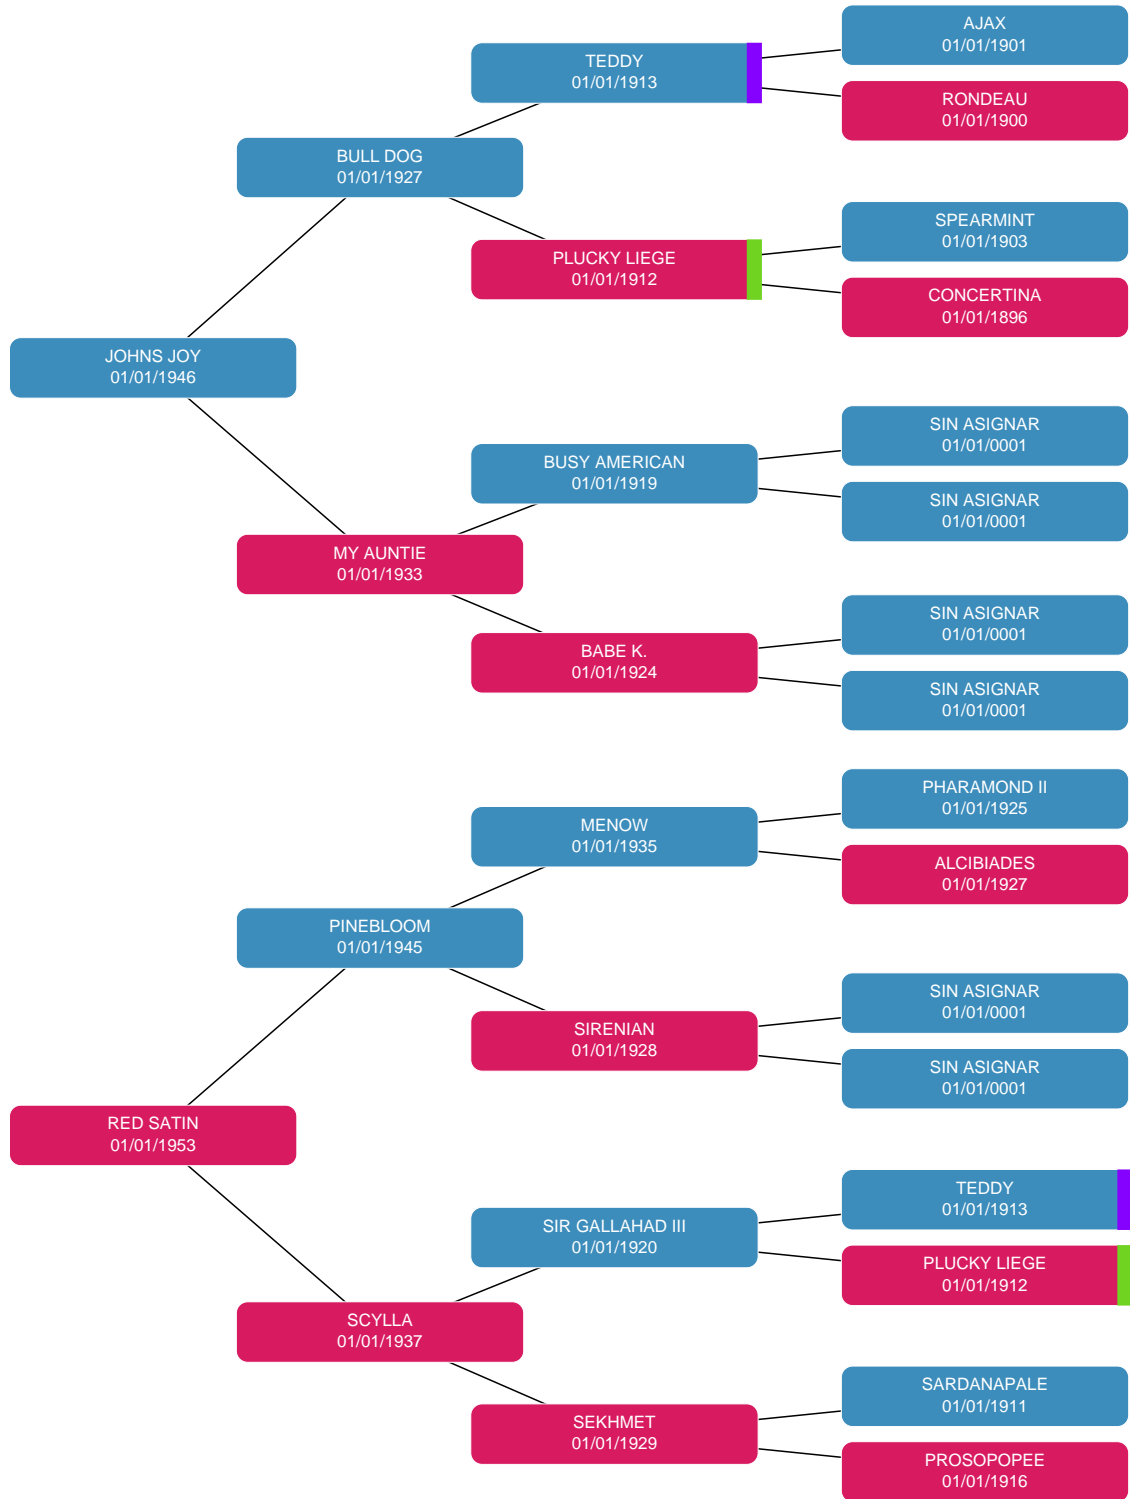 AJAX
01/01/1901
TEDDY
01/01/1913
RONDEAU
01/01/1900
BULL DOG
01/01/1927
SPEARMINT
01/01/1903
PLUCKY LIEGE
01/01/1912
CONCERTINA
01/01/1896
JOHNS JOY
01/01/1946
SIN ASIGNAR
01/01/0001
BUSY AMERICAN
01/01/1919
SIN ASIGNAR
01/01/0001
MY AUNTIE
01/01/1933
SIN ASIGNAR
01/01/0001
BABE K.
01/01/1924
SIN ASIGNAR
01/01/0001
PHARAMOND II
01/01/1925
MENOW
01/01/1935
ALCIBIADES
01/01/1927
PINEBLOOM
01/01/1945
SIN ASIGNAR
01/01/0001
SIRENIAN
01/01/1928
SIN ASIGNAR
01/01/0001
RED SATIN
01/01/1953
TEDDY
01/01/1913
SIR GALLAHAD III
01/01/1920
PLUCKY LIEGE
01/01/1912
SCYLLA
01/01/1937
SARDANAPALE
01/01/1911
SEKHMET
01/01/1929
PROSOPOPEE
01/01/1916